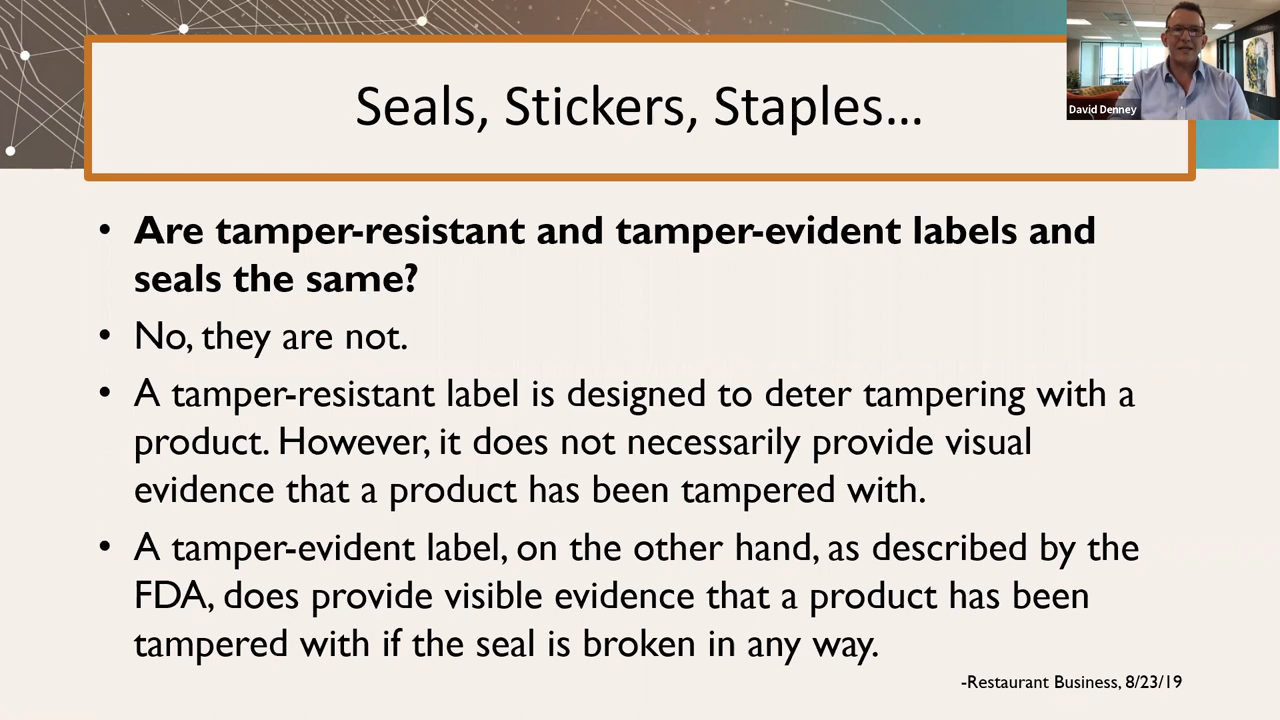 Seals, Stickers, Staples...
David Denney
• Are tamper-resistant and tamper-evident labels and
seals the same?
• No, they are not.
• A tamper-resistant label is designed to deter tampering with a
product. However, it does not necessarily provide visual
evidence that a product has been tampered with.
• A tamper-evident label, on the other hand, as described by the
FDA, does provide visible evidence that a product has been
tampered with if the seal is broken in any way.
-Restaurant Business, 8/23/19